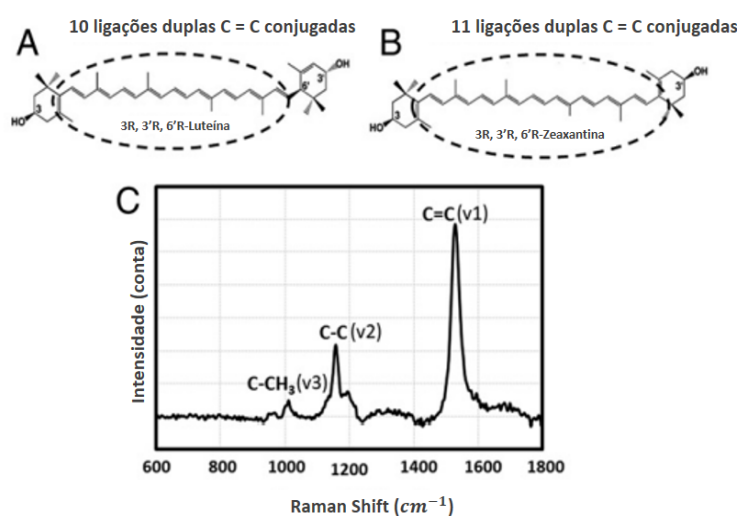 10 ligações duplas C = C conjugadas
11 ligações duplas C = C conjugadas
A
B
OH
3'
6'
3
HO
3R, 3'R, 6'R-Luteína
OH
3'
3
HO
3R, 3'R, 6'R-Zeaxantina
C
C=C(v1)
C-C(v2)
C-CH₃(v3)
Intensidade (conta)
600 800 1000 1200 1400 1600 1800
Raman Shift (cm⁻¹)